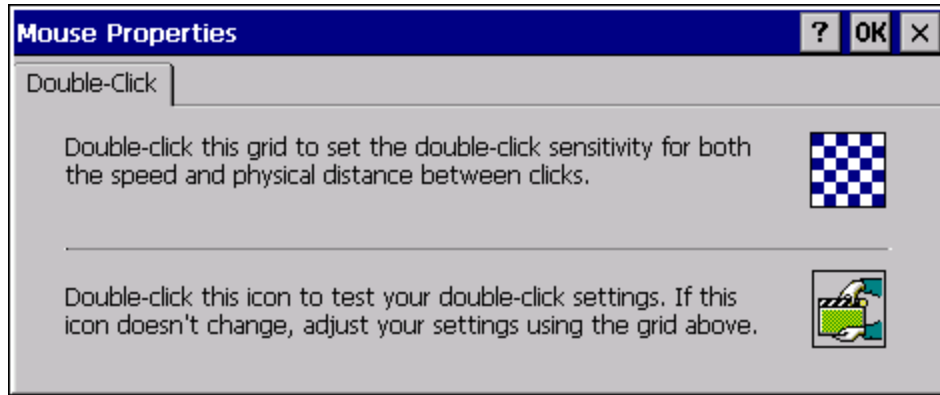 Mouse Properties
? OK ×
Double-Click
Double-click this grid to set the double-click sensitivity for both
the speed and physical distance between clicks.
Double-click this icon to test your double-click settings. If this
icon doesn't change, adjust your settings using the grid above.